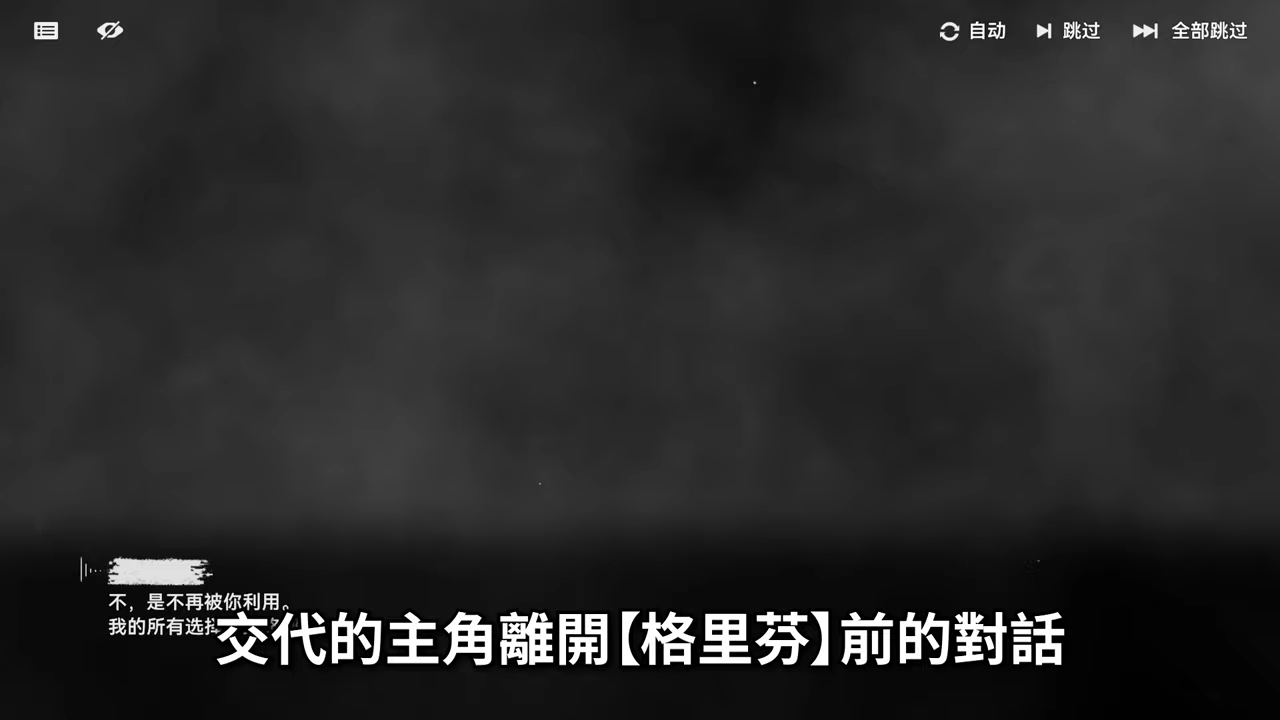 自动
跳过
全部跳过
不，是不再被你利用。
我的所有选择
交代的主角離開【格里芬】前的對話